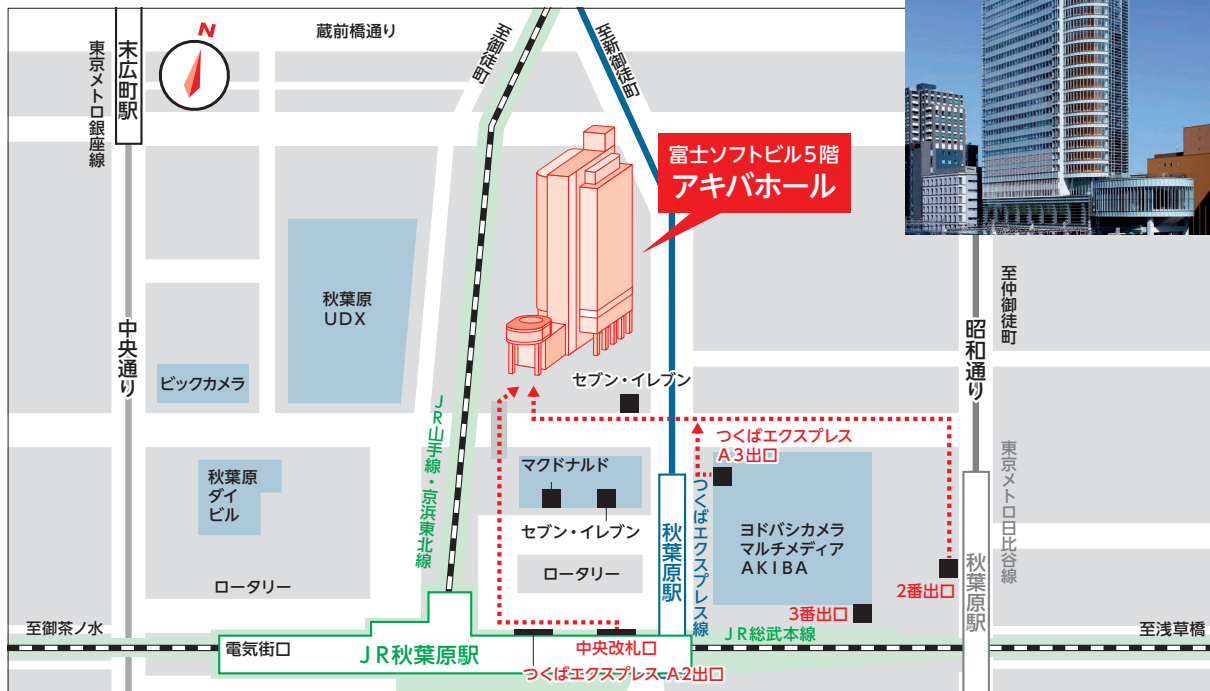 N
蔵前橋通り
東京メトロ銀座線
末広町駅
至御徒町
至新御徒町
富士ソフトビル5階
アキバホール
秋葉原
UDX
中央通り
ビックカメラ
セブン・イレブン
昭和通り
至仲御徒町
JR山手線・京浜東北線
つくばエクスプレス
A3出口
秋葉原
ダイ
ビル
マクドナルド
セブン・イレブン
ロータリー
ロータリー
秋葉原駅
つくばエクスプレス線
ヨドバシカメラ
マルチメディア
AKIBA
東京メトロ日比谷線
秋葉原駅
2番出口
3番出口
至御茶ノ水
電気街口
JR秋葉原駅
中央改札口
つくばエクスプレス A2出口
JR総武本線
至浅草橋